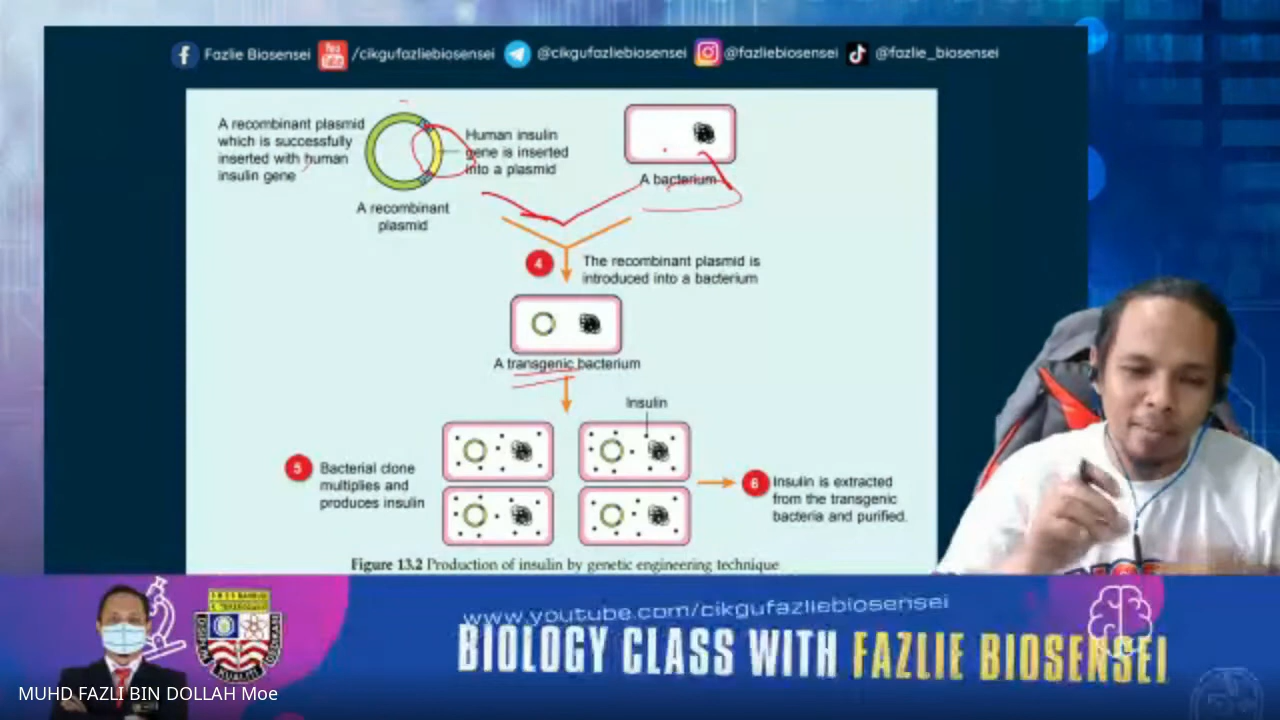 Fazlie Biosensei
You Tube
/cikgufazliebiosensei
@cikgufazliebiosensei
@fazliebiosensei
@fazlie_biosensei
A recombinant plasmid
which is successfully
inserted with human
insulin gene
Human insulin
gene is inserted
into a plasmid
A recombinant
plasmid
A bacterium
4
The recombinant plasmid is
introduced into a bacterium
A transgenic bacterium
Insulin
5
Bacterial clone
multiplies and
produces insulin
6
Insulin is extracted
from the transgenic
bacteria and purified.
Figure 13.2 Production of insulin by genetic engineering technique
www.youtube.com/cikgufazliebiosensei
BIOLOGY CLASS WITH FAZLIE BIOSENSEI
MUHD FAZLI BIN DOLLAH Moe